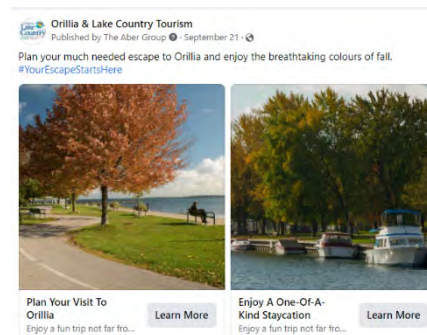 Orillia & Lake Country Tourism
Published by The Aber Group · September 21 ·
Plan your much needed escape to Orillia and enjoy the breathtaking colours of fall.
#YourEscapeStartsHere
Plan Your Visit To
Orillia
Learn More
Enjoy a fun trip not far fro...
Enjoy A One-Of-A-
Kind Staycation
Learn More
Enjoy a fun trip not far fro...